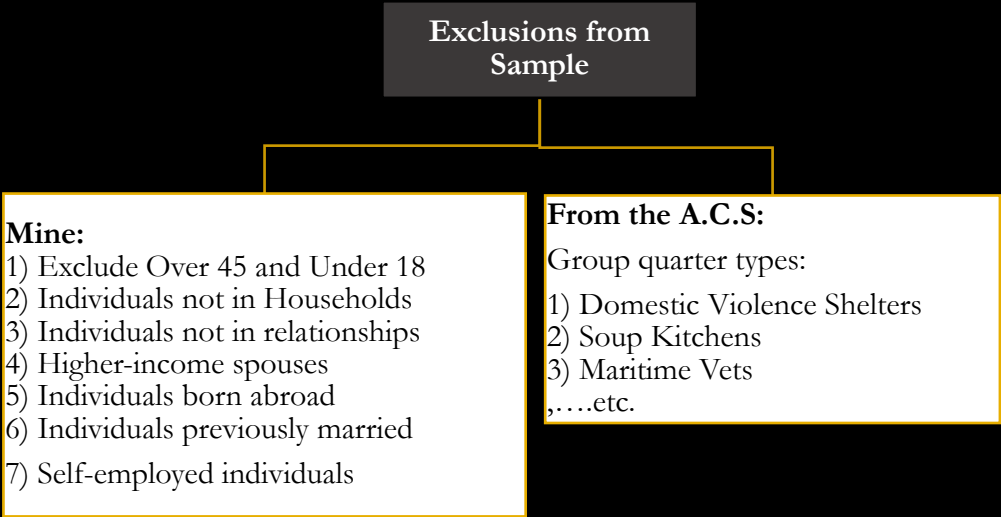 Exclusions from
Sample
Mine:
1) Exclude Over 45 and Under 18
2) Individuals not in Households
3) Individuals not in relationships
4) Higher-income spouses
5) Individuals born abroad
6) Individuals previously married
7) Self-employed individuals
From the A.C.S:
Group quarter types:
1) Domestic Violence Shelters
2) Soup Kitchens
3) Maritime Vets
,....etc.